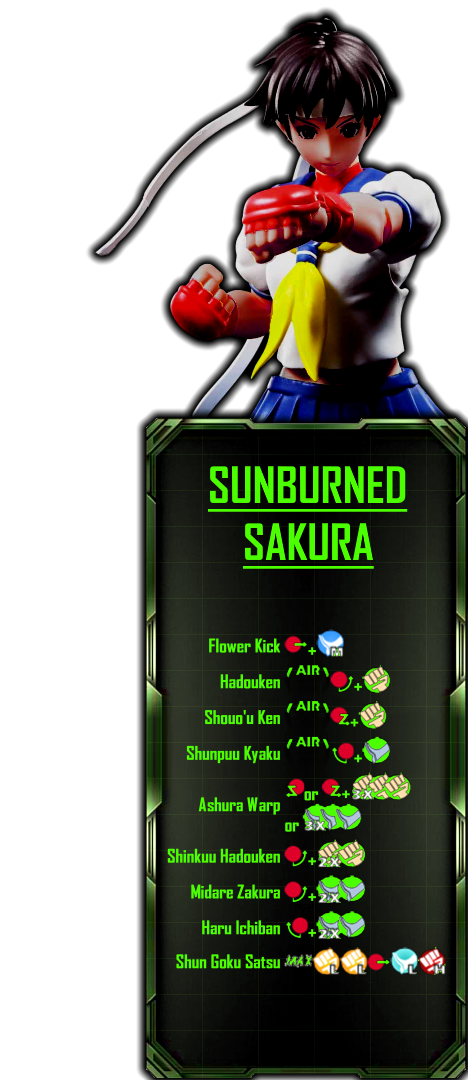 SUNBURNED
SAKURA
Flower Kick + M
Hadouken (AIR) +
Shouo'u Ken (AIR) +
Shunpuu Kyaku (AIR) +
Ashura Warp or + 3X
or 3X
Shinkuu Hadouken + 2X
Midare Zakura + 2X
Haru Ichiban + 2X
Shun Goku Satsu MAX L L L H